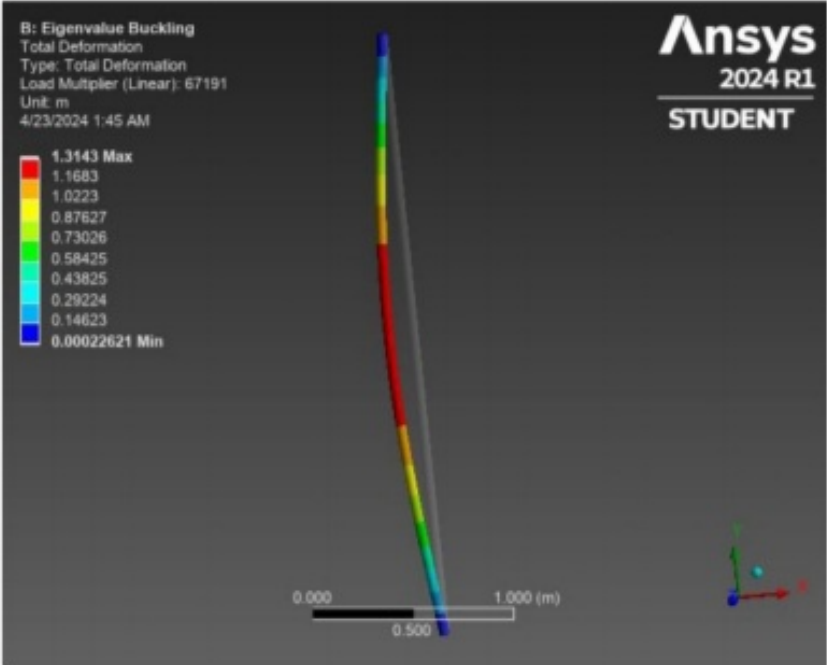 B: Eigenvalue Buckling
Total Deformation
Type: Total Deformation
Load Multiplier (Linear): 67191
Unit: m
4/23/2024 1:45 AM
1.3143 Max
1.1683
1.0223
0.87627
0.73026
0.58425
0.43825
0.29224
0.14623
0.00022621 Min
Ansys
2024 R1
STUDENT
0.000
1.000 (m)
0.500
Y
X